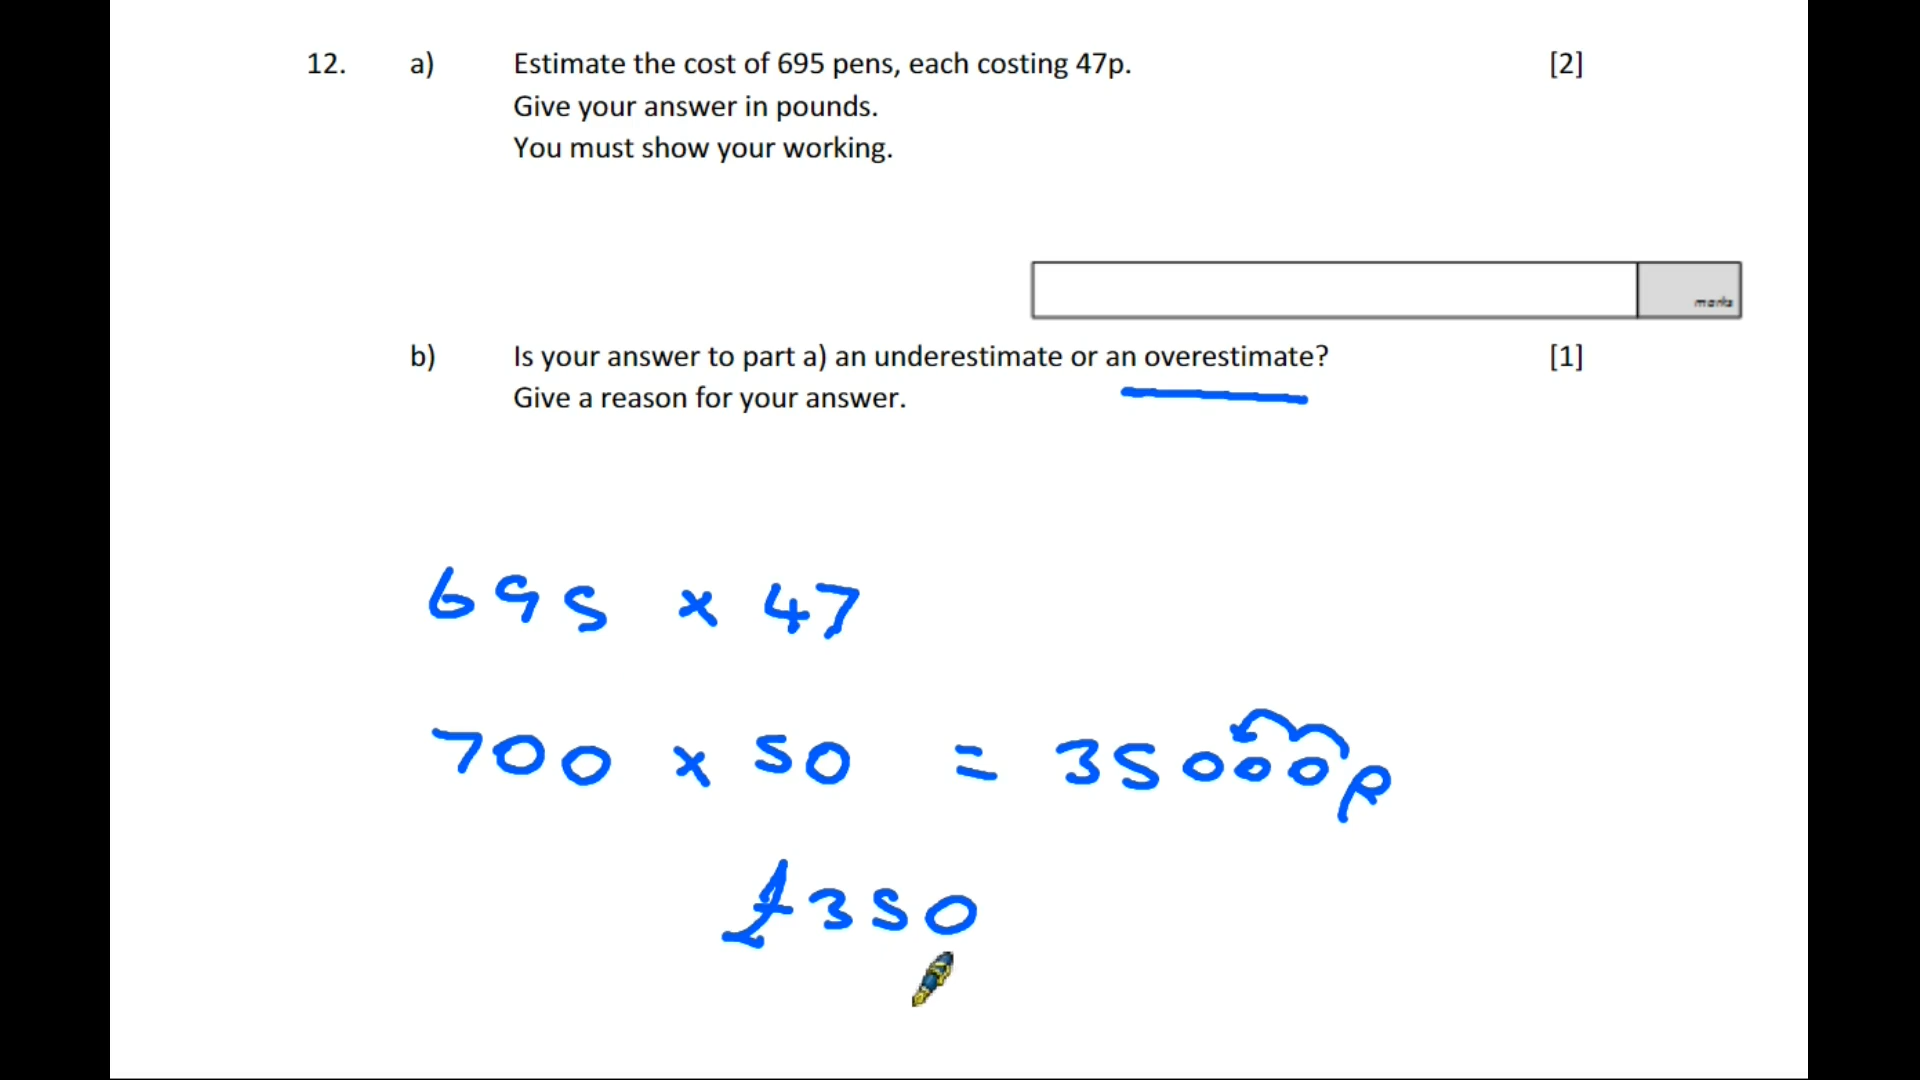 12. a) Estimate the cost of 695 pens, each costing 47p. [2]
Give your answer in pounds.
You must show your working.
marks
b) Is your answer to part a) an underestimate or an overestimate? [1]
Give a reason for your answer.
695 × 47
700 × 50 = 35000p
£350